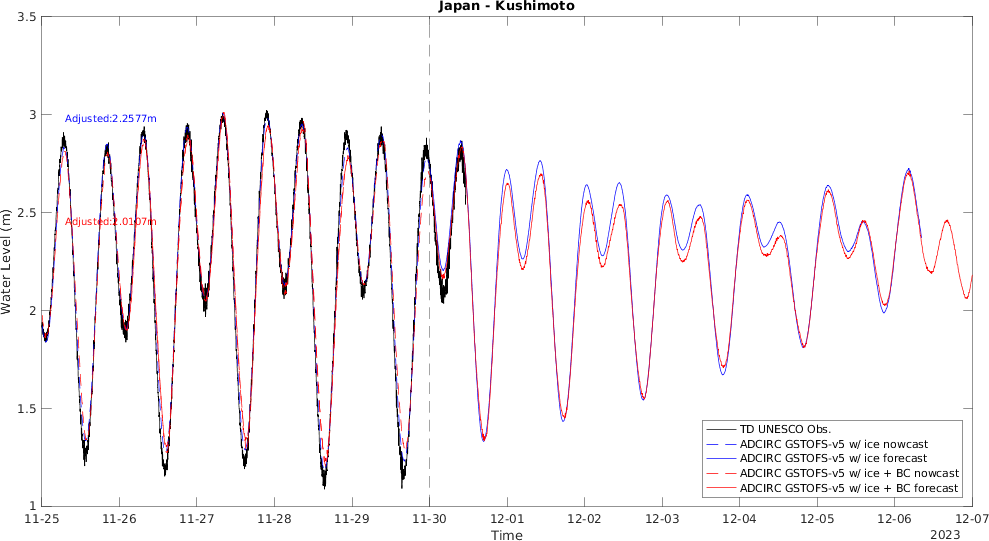 Japan - Kushimoto
Water Level (m)
3.5
3
2.5
2
1.5
1
Adjusted:2.2577m
Adjusted:2.0107m
TD UNESCO Obs.
ADCIRC GSTOFS-v5 w/ ice nowcast
ADCIRC GSTOFS-v5 w/ ice forecast
ADCIRC GSTOFS-v5 w/ ice + BC nowcast
ADCIRC GSTOFS-v5 w/ ice + BC forecast
11-25 11-26 11-27 11-28 11-29 11-30 12-01 12-02 12-03 12-04 12-05 12-06 12-07
Time
2023